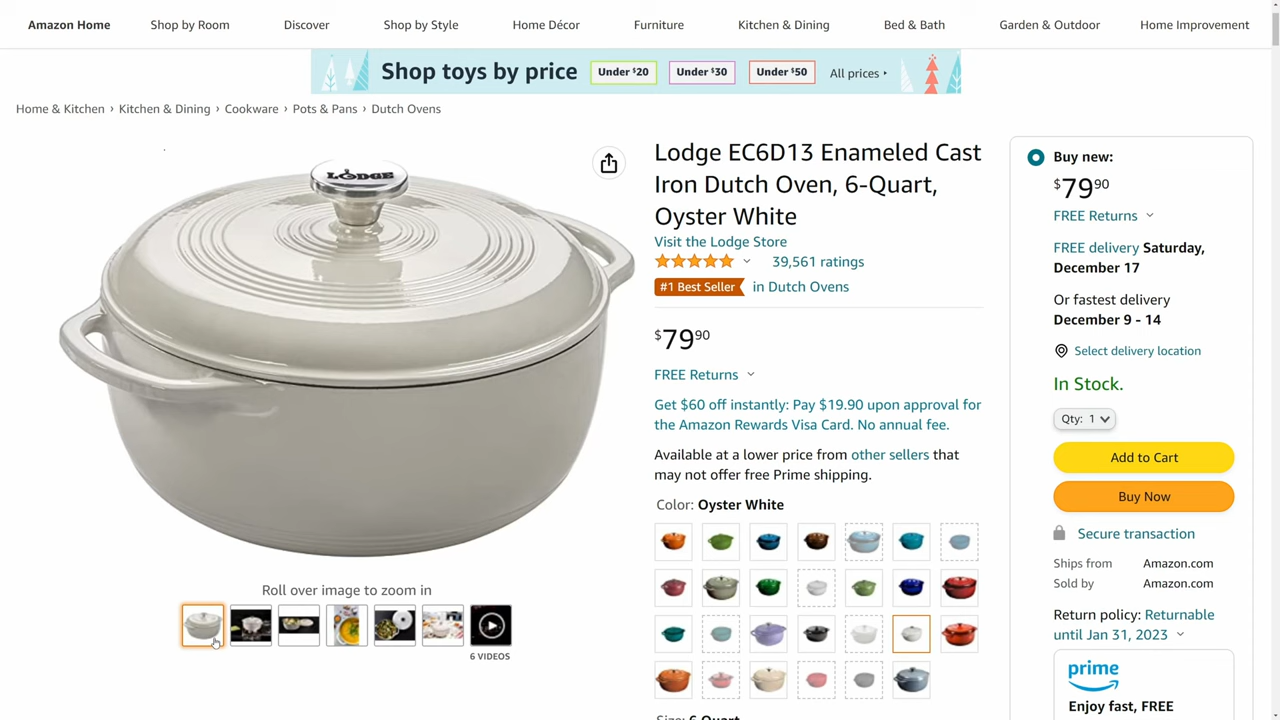 Amazon Home
Shop by Room
Discover
Shop by Style
Home Décor
Furniture
Kitchen & Dining
Bed & Bath
Garden & Outdoor
Home Improvement
Shop toys by price
Under $20
Under $30
Under $50
All prices ▸
Home & Kitchen › Kitchen & Dining › Cookware › Pots & Pans › Dutch Ovens
LODGE
Roll over image to zoom in
6 VIDEOS
Lodge EC6D13 Enameled Cast
Iron Dutch Oven, 6-Quart,
Oyster White
Visit the Lodge Store
39,561 ratings
#1 Best Seller in Dutch Ovens
$79 90
FREE Returns
Get $60 off instantly: Pay $19.90 upon approval for
the Amazon Rewards Visa Card. No annual fee.
Available at a lower price from other sellers that
may not offer free Prime shipping.
Color: Oyster White
Size: 6 Quart
Buy new:
$79 90
FREE Returns
FREE delivery Saturday,
December 17
Or fastest delivery
December 9 - 14
Select delivery location
In Stock.
Qty: 1
Add to Cart
Buy Now
Secure transaction
Ships from Amazon.com
Sold by Amazon.com
Return policy: Returnable
until Jan 31, 2023
prime
Enjoy fast, FREE